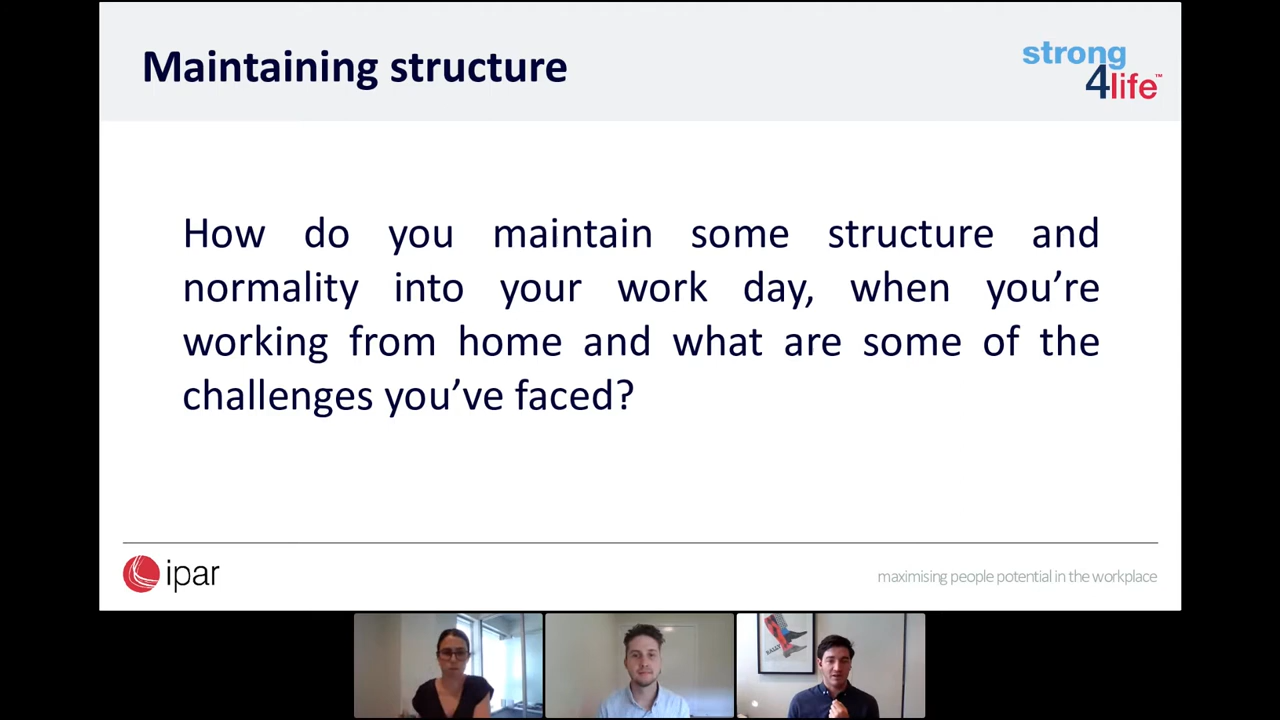 Maintaining structure
strong
4life™
How do you maintain some structure and
normality into your work day, when you’re
working from home and what are some of the
challenges you’ve faced?
ipar
maximising people potential in the workplace
RALLY